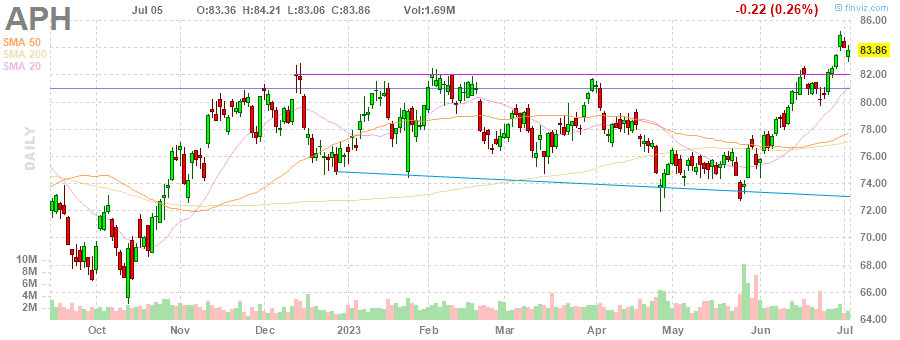 APH Jul 05 O:83.36 H:84.21 L:83.06 C:83.86 Vol:1.69M -0.22 (0.26%) © finviz.com
SMA 50
SMA 200
SMA 20
DAILY
86.00
83.86
82.00
80.00
78.00
76.00
74.00
72.00
70.00
68.00
66.00
64.00
10M
8M
6M
4M
2M
Oct Nov Dec 2023 Feb Mar Apr May Jun Jul